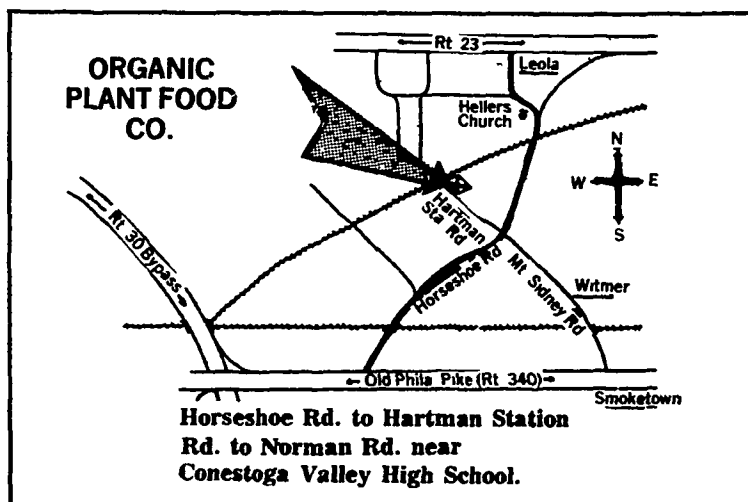 Rt 23
ORGANIC
PLANT FOOD
CO.
Leola
Hellers
Church
N
W E
S
Hartman
Sta Rd
Rt 30 Bypass
Horseshoe Rd
Mt Sidney Rd
Witmer
Old Phila Pike (Rt 340)
Smoketown
Horseshoe Rd. to Hartman Station
Rd. to Norman Rd. near
Conestoga Valley High School.